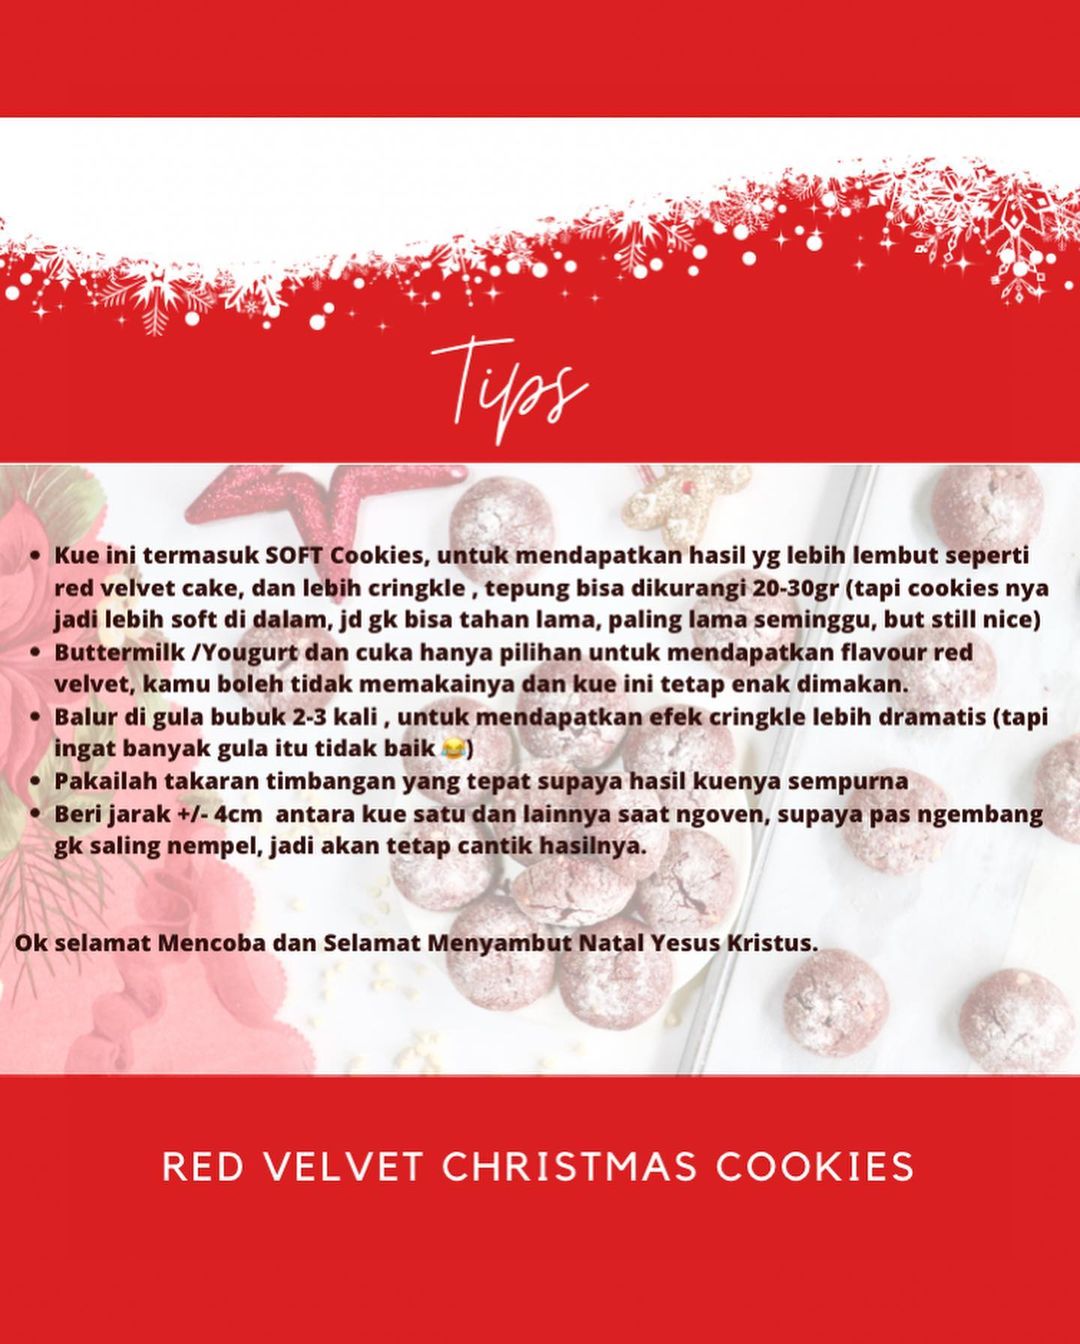 Tips
• Kue ini termasuk SOFT Cookies, untuk mendapatkan hasil yg lebih lembut seperti
red velvet cake, dan lebih cringkle , tepung bisa dikurangi 20-30gr (tapi cookies nya
jadi lebih soft di dalam, jd gk bisa tahan lama, paling lama seminggu, but still nice)
• Buttermilk /Yougurt dan cuka hanya pilihan untuk mendapatkan flavour red
velvet, kamu boleh tidak memakainya dan kue ini tetap enak dimakan.
• Balur di gula bubuk 2-3 kali , untuk mendapatkan efek cringkle lebih dramatis (tapi
ingat banyak gula itu tidak baik 😂)
• Pakailah takaran timbangan yang tepat supaya hasil kuenya sempurna
• Beri jarak +/- 4cm  antara kue satu dan lainnya saat ngoven, supaya pas ngembang
gk saling nempel, jadi akan tetap cantik hasilnya.
Ok selamat Mencoba dan Selamat Menyambut Natal Yesus Kristus.
RED VELVET CHRISTMAS COOKIES